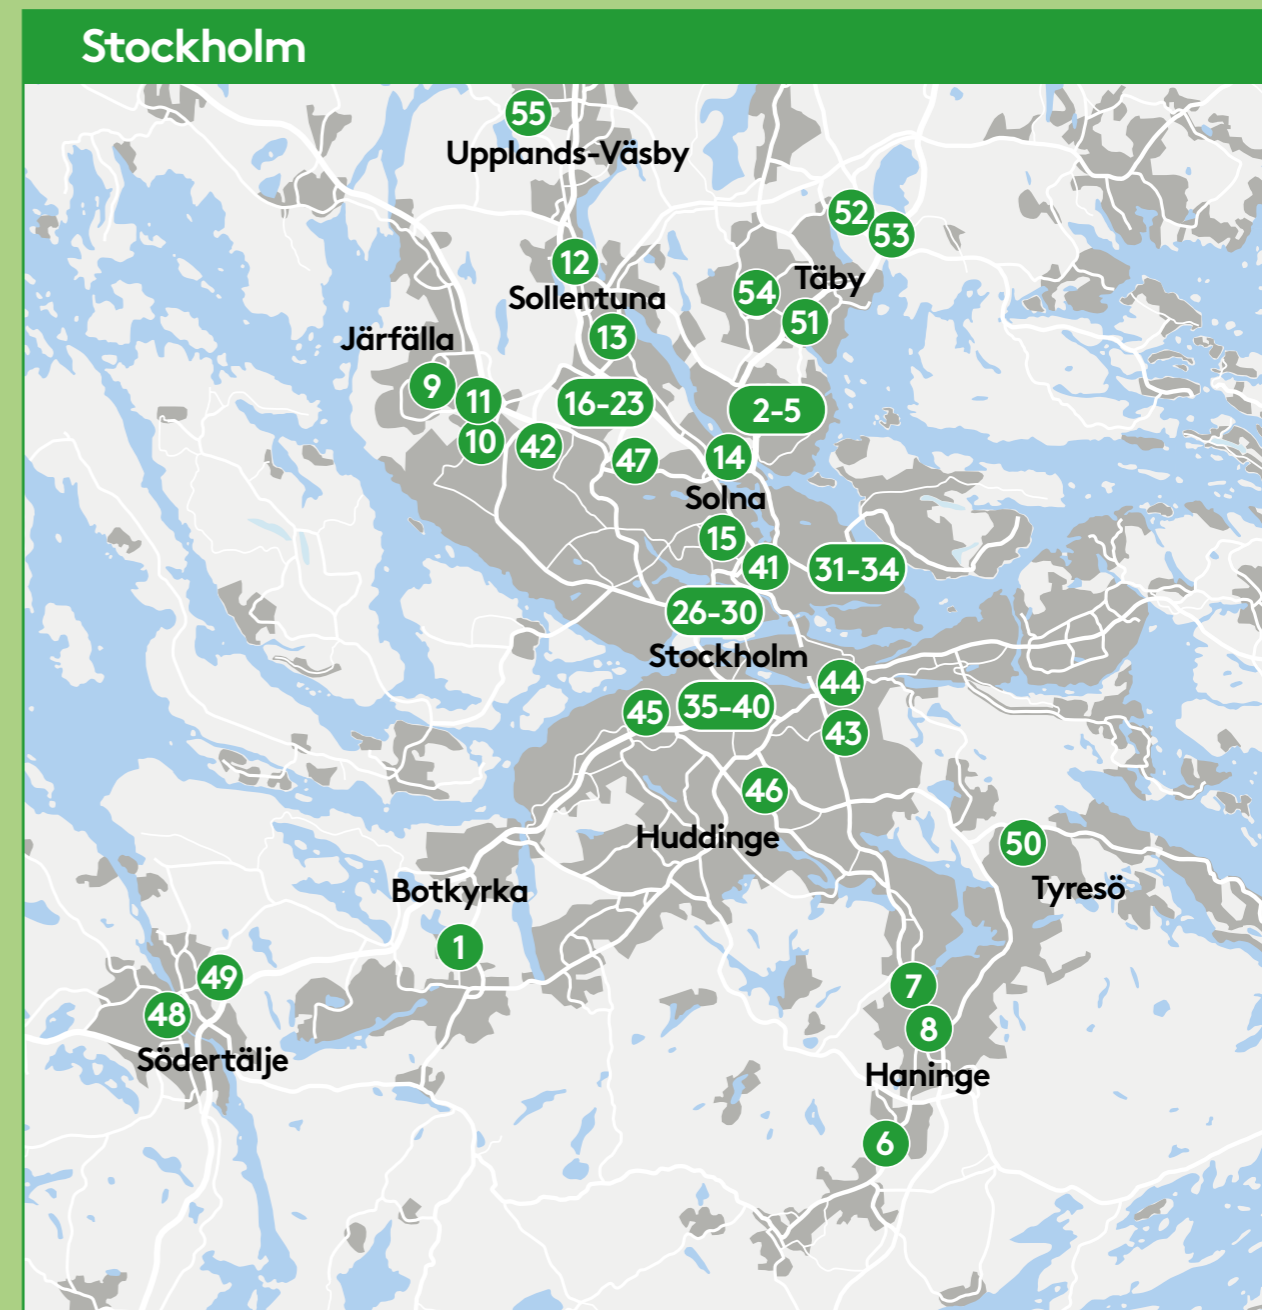 Stockholm
55
Upplands-Väsby
52
53
12
Sollentuna
Täby
54
51
13
Järfälla
9
11
16-23
2-5
10
42
47
14
Solna
15
41
31-34
26-30
Stockholm
44
45
35-40
43
46
Huddinge
50
Tyresö
Botkyrka
1
49
7
48
8
Södertälje
Haninge
6